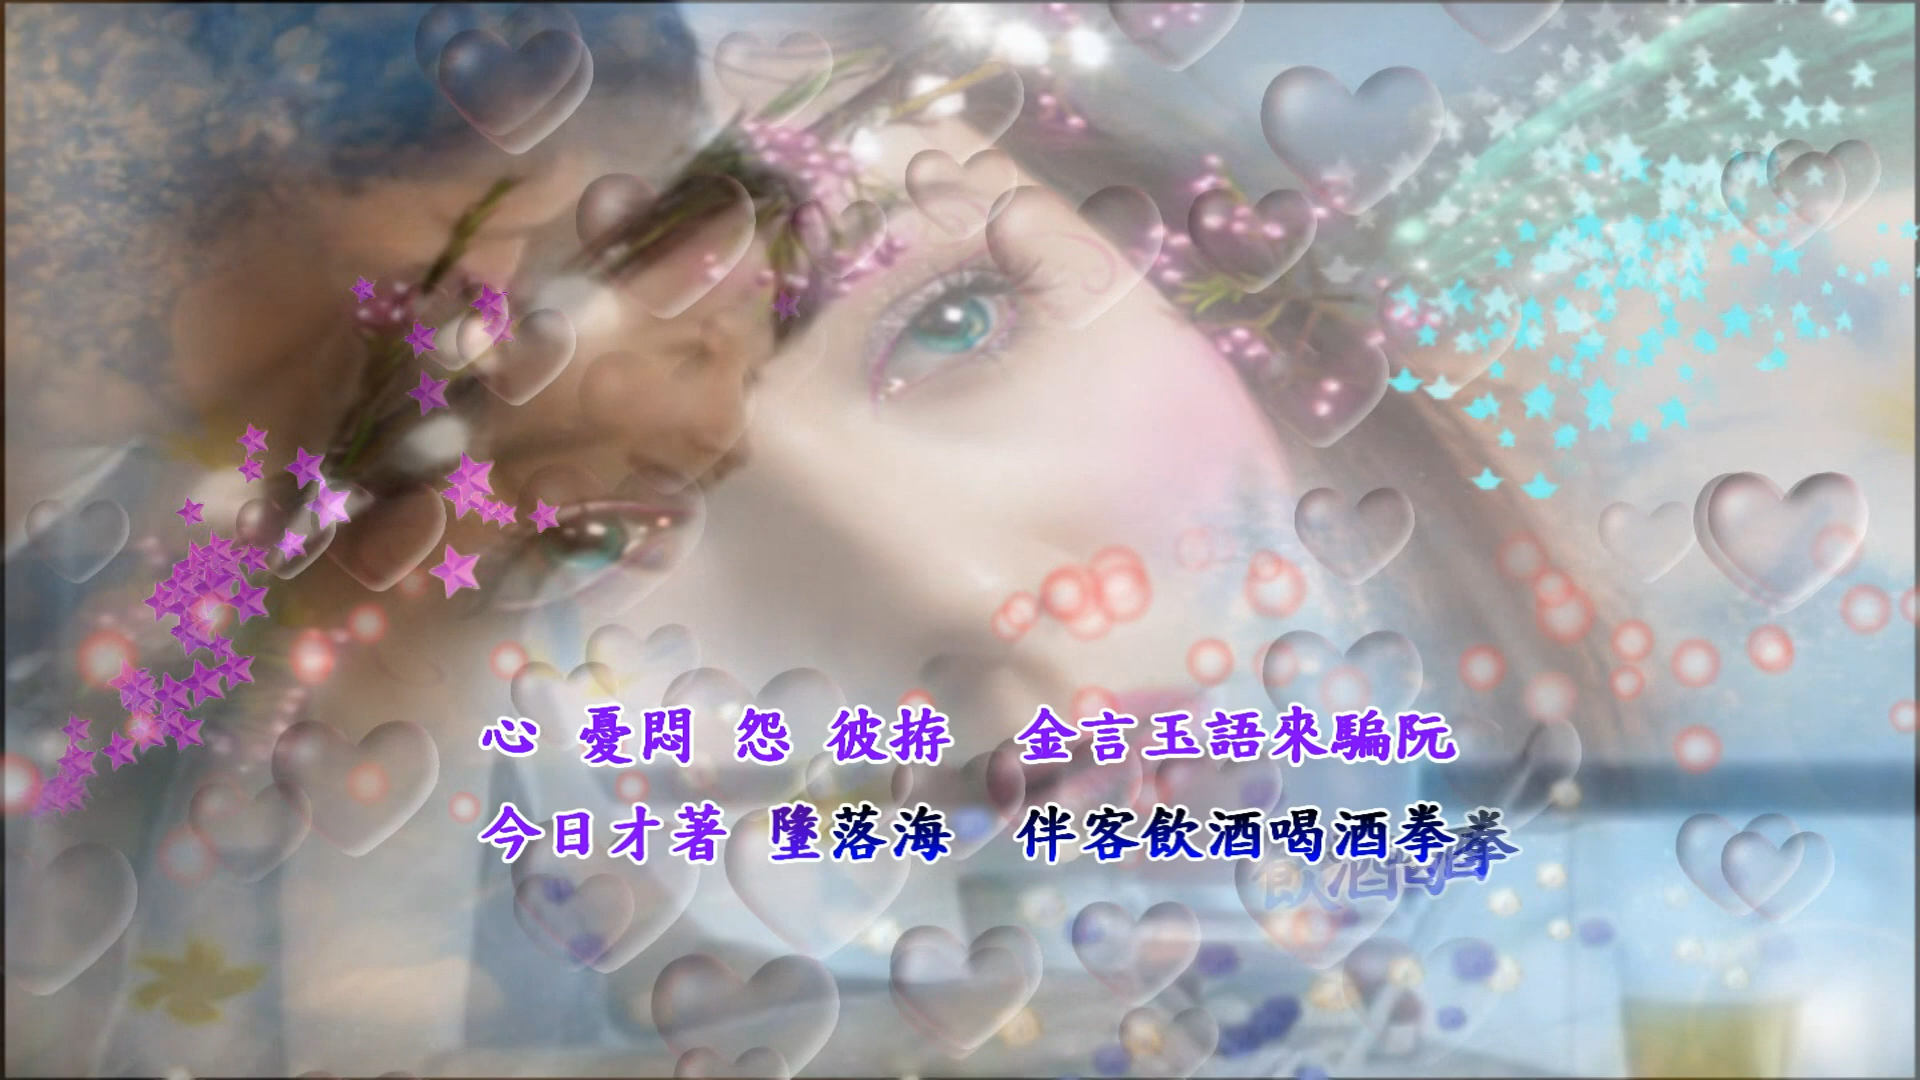 心 憂悶 怨 彼拵 金言玉語來騙阮
今日才著 墜落海 伴客飲酒喝酒拳